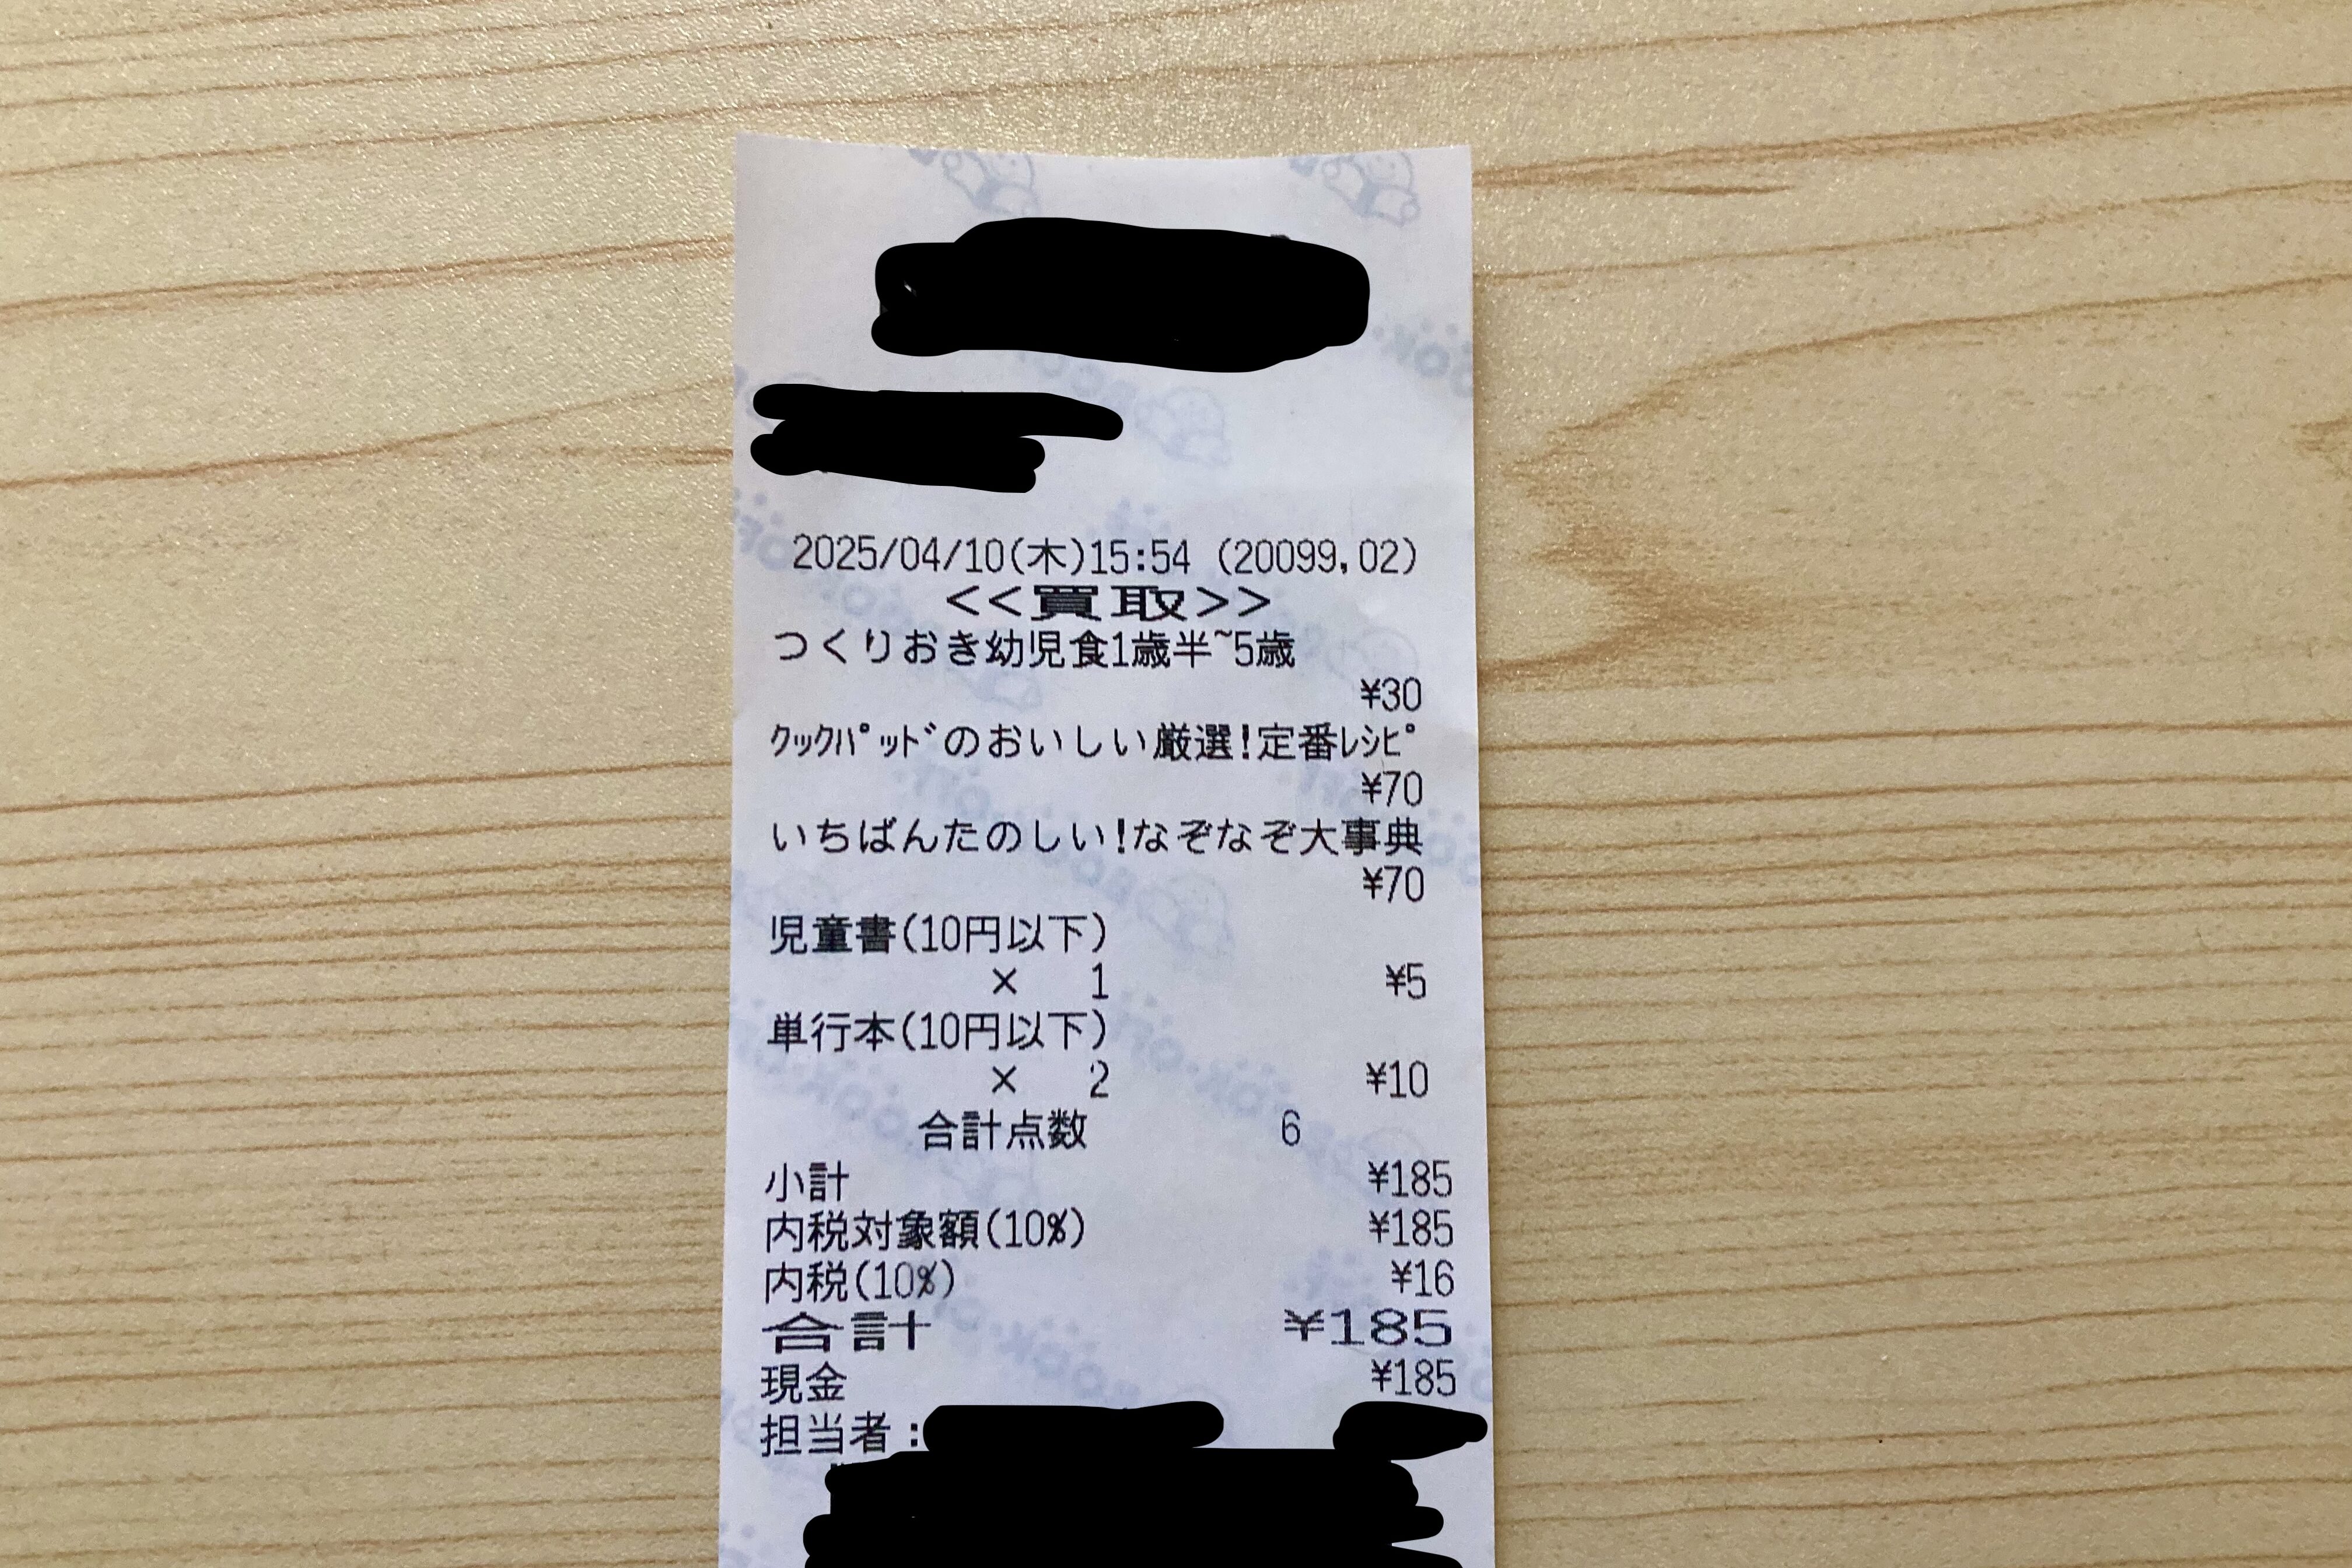 2025/04/10(木)15:54 (20099,02)
<<買取>>
つくりおき幼児食1歳半~5歳
¥30
ｸｯｸﾊﾟｯﾄﾞのおいしい厳選!定番ﾚｼﾋﾟ
¥70
いちばんたのしい!なぞなぞ大事典
¥70
児童書(10円以下)
× 1 ¥5
単行本(10円以下)
× 2 ¥10
合計点数 6
小計 ¥185
内税対象額(10%) ¥185
内税(10%) ¥16
合計 ¥185
現金 ¥185
担当者: